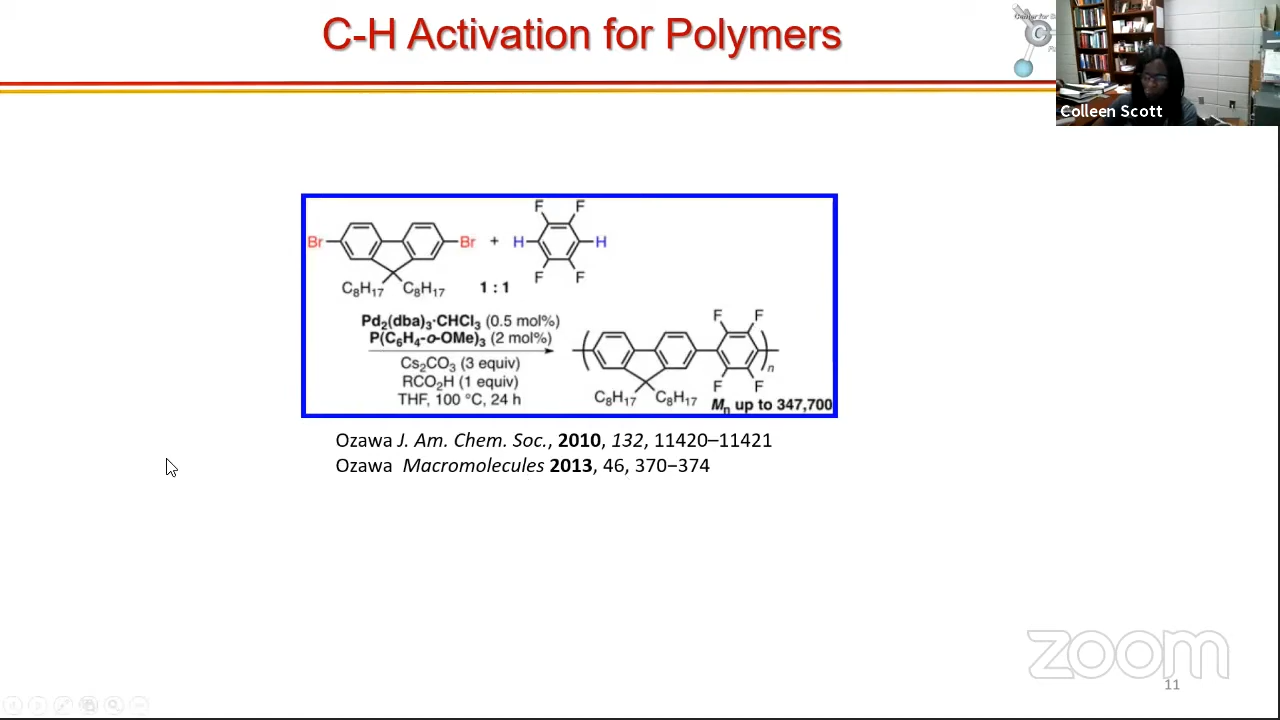 C-H Activation for Polymers
Center for
C
Colleen Scott
F F
Br Br + H H
F F
C₈H₁₇ C₈H₁₇ 1 : 1
Pd₂(dba)₃·CHCl₃ (0.5 mol%)
P(C₆H₄-o-OMe)₃ (2 mol%)
Cs₂CO₃ (3 equiv)
RCO₂H (1 equiv)
THF, 100 °C, 24 h
F F
n
F F
C₈H₁₇ C₈H₁₇
Mₙ up to 347,700
Ozawa J. Am. Chem. Soc., 2010, 132, 11420–11421
Ozawa Macromolecules 2013, 46, 370−374
zoom
11